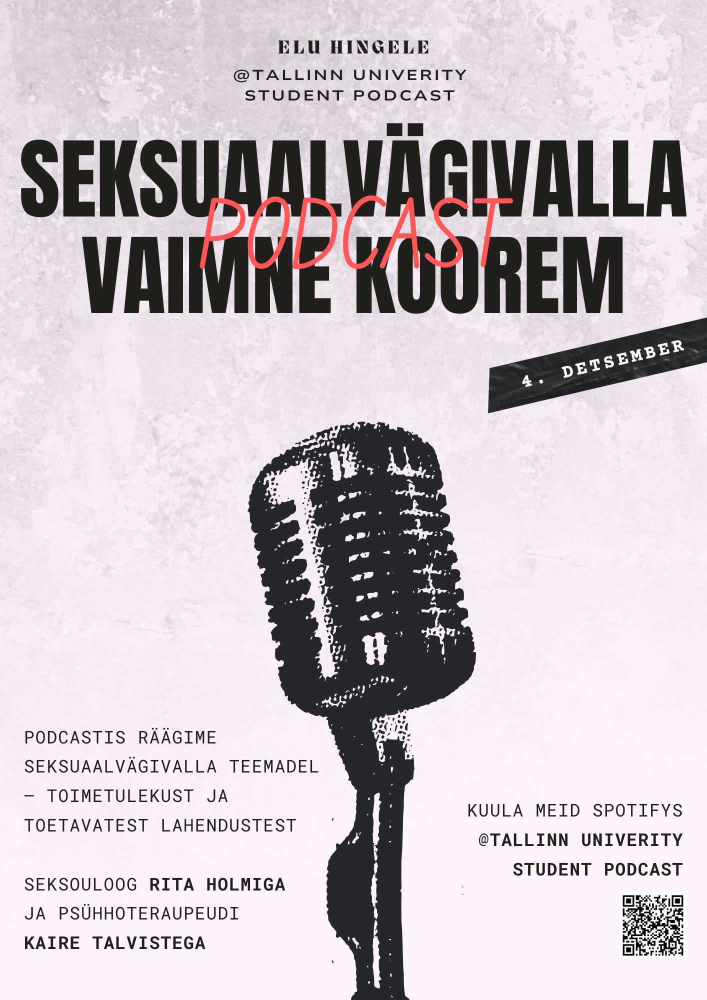 ELU HINGELE
@TALLINN UNIVERITY
STUDENT PODCAST
SEKSUAALVÄGIVALLA
PODCAST
VAIMNE KOOREM
4. DETSEMBER
PODCASTIS RÄÄGIME
SEKSUAALVÄGIVALLA TEEMADEL
– TOIMETULEKUST JA
TOETAVATEST LAHENDUSTEST
SEKSOULOOG RITA HOLMIGA
JA PSÜHHOTERAUPEUDI
KAIRE TALVISTEGA
KUULA MEID SPOTIFYS
@TALLINN UNIVERITY
STUDENT PODCAST